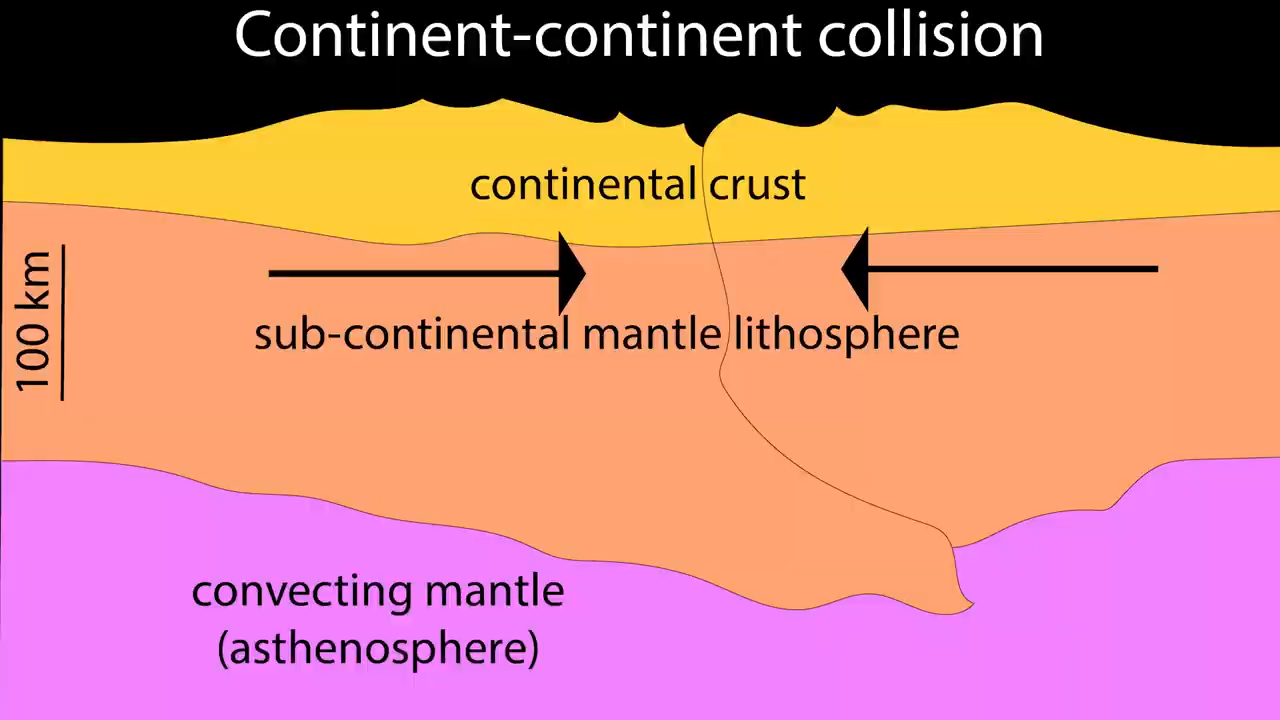 Continent-continent collision
continental crust
100 km
sub-continental mantle lithosphere
convecting mantle
(asthenosphere)